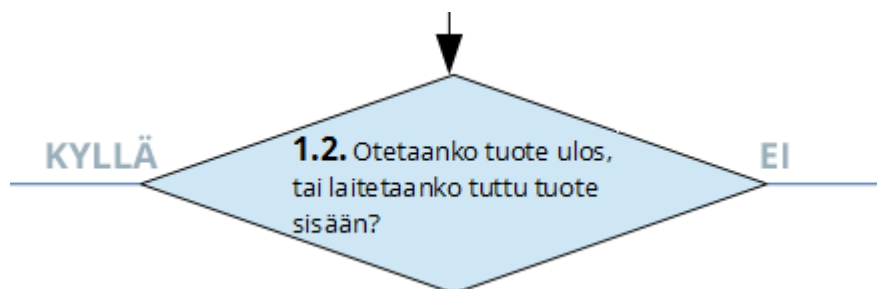 KYLLÄ
1.2. Otetaanko tuote ulos,
tai laitetaanko tuttu tuote
sisään?
EI